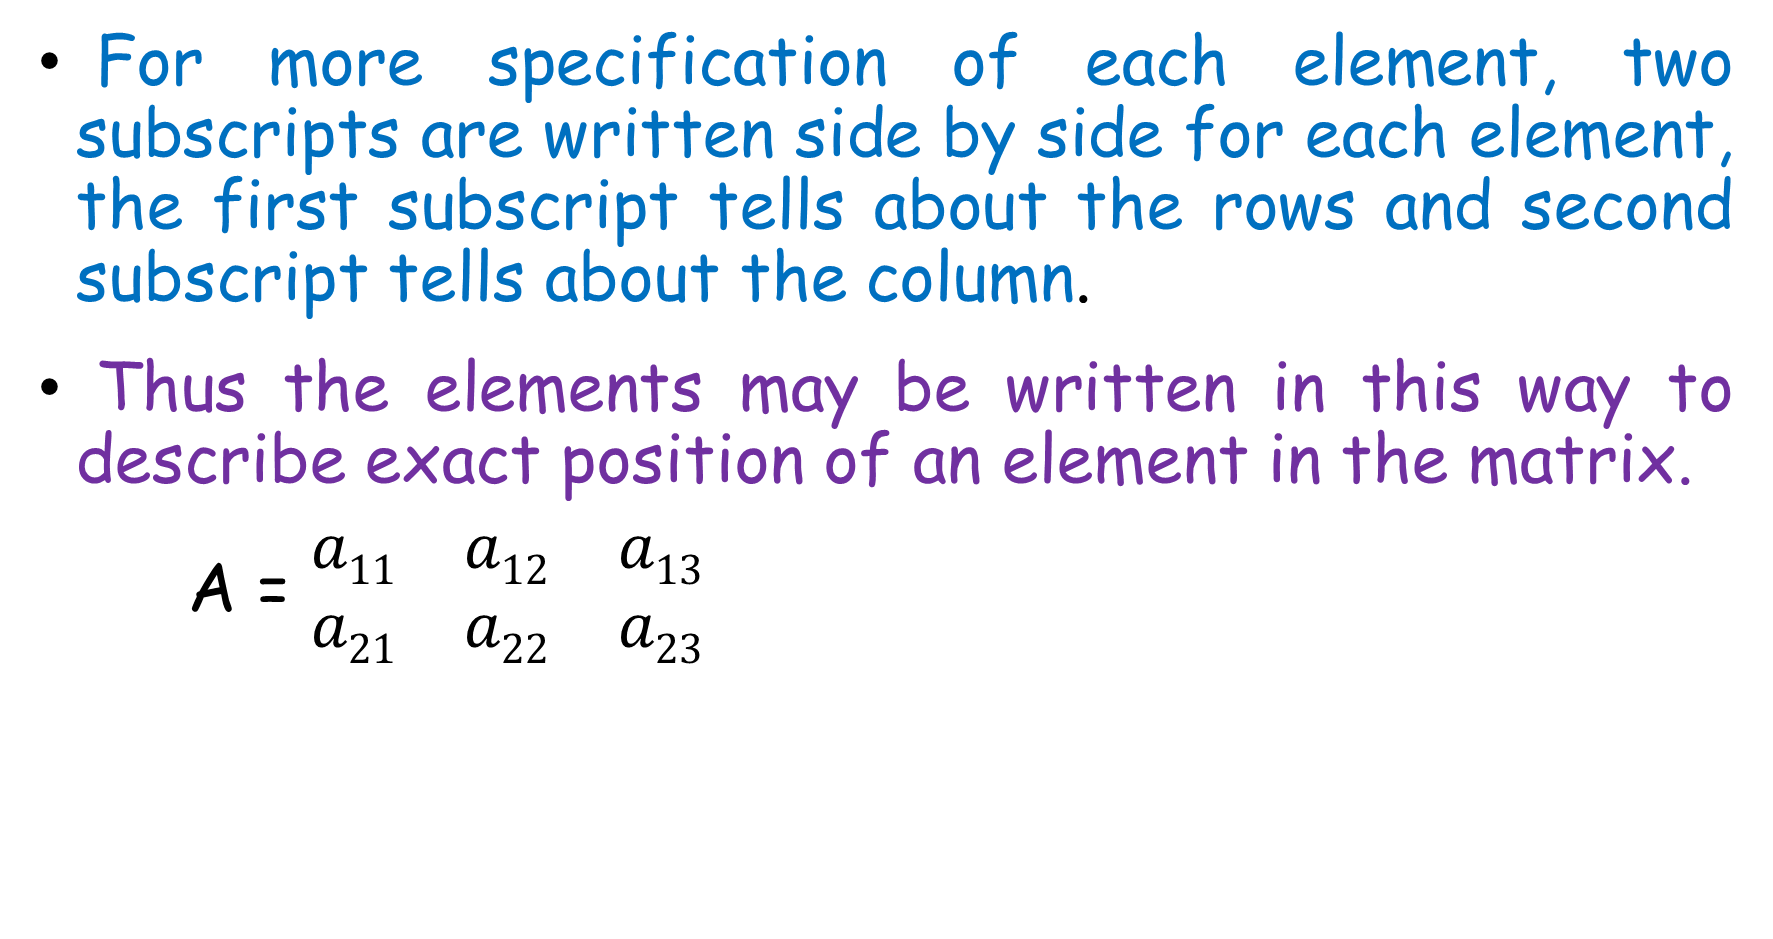 • For more specification of each element, two
subscripts are written side by side for each element,
the first subscript tells about the rows and second
subscript tells about the column.
• Thus the elements may be written in this way to
describe exact position of an element in the matrix.
a₁₁ a₁₂ a₁₃
A =
a₂₁ a₂₂ a₂₃